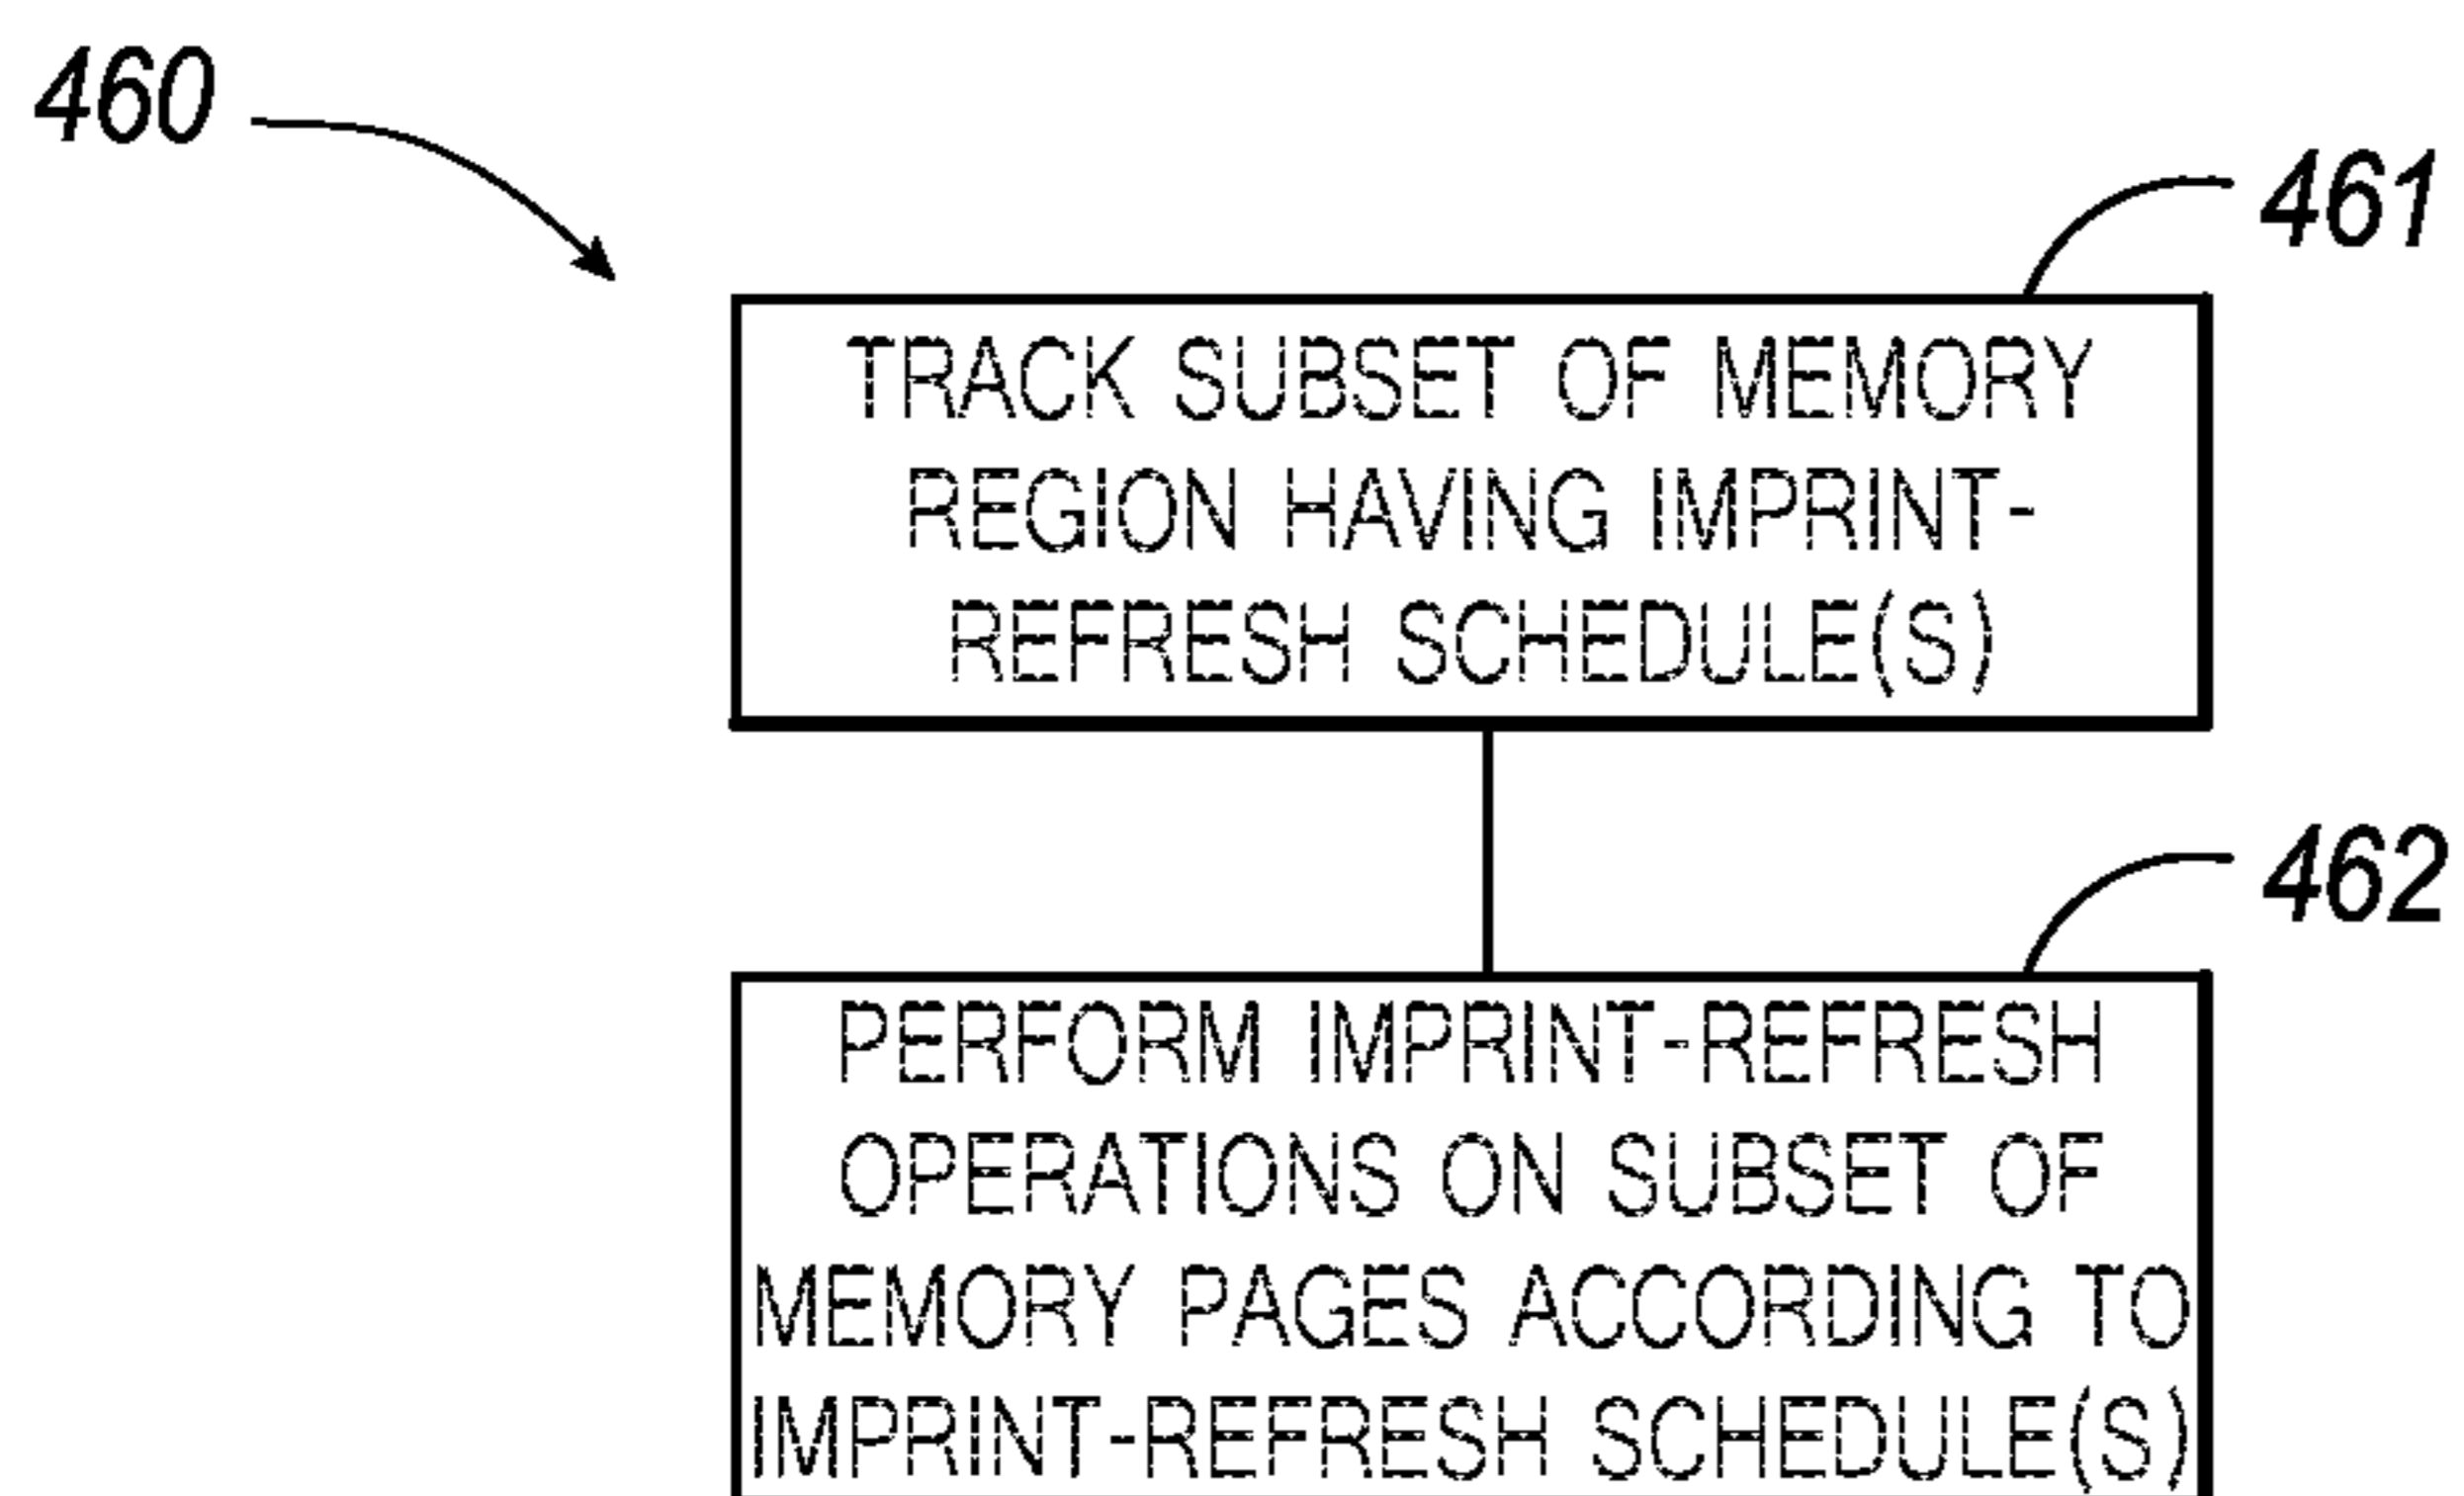 460
461
TRACK SUBSET OF MEMORY
REGION HAVING IMPRINT-
REFRESH SCHEDULE(S)
462
PERFORM IMPRINT-REFRESH
OPERATIONS ON SUBSET OF
MEMORY PAGES ACCORDING TO
IMPRINT-REFRESH SCHEDULE(S)